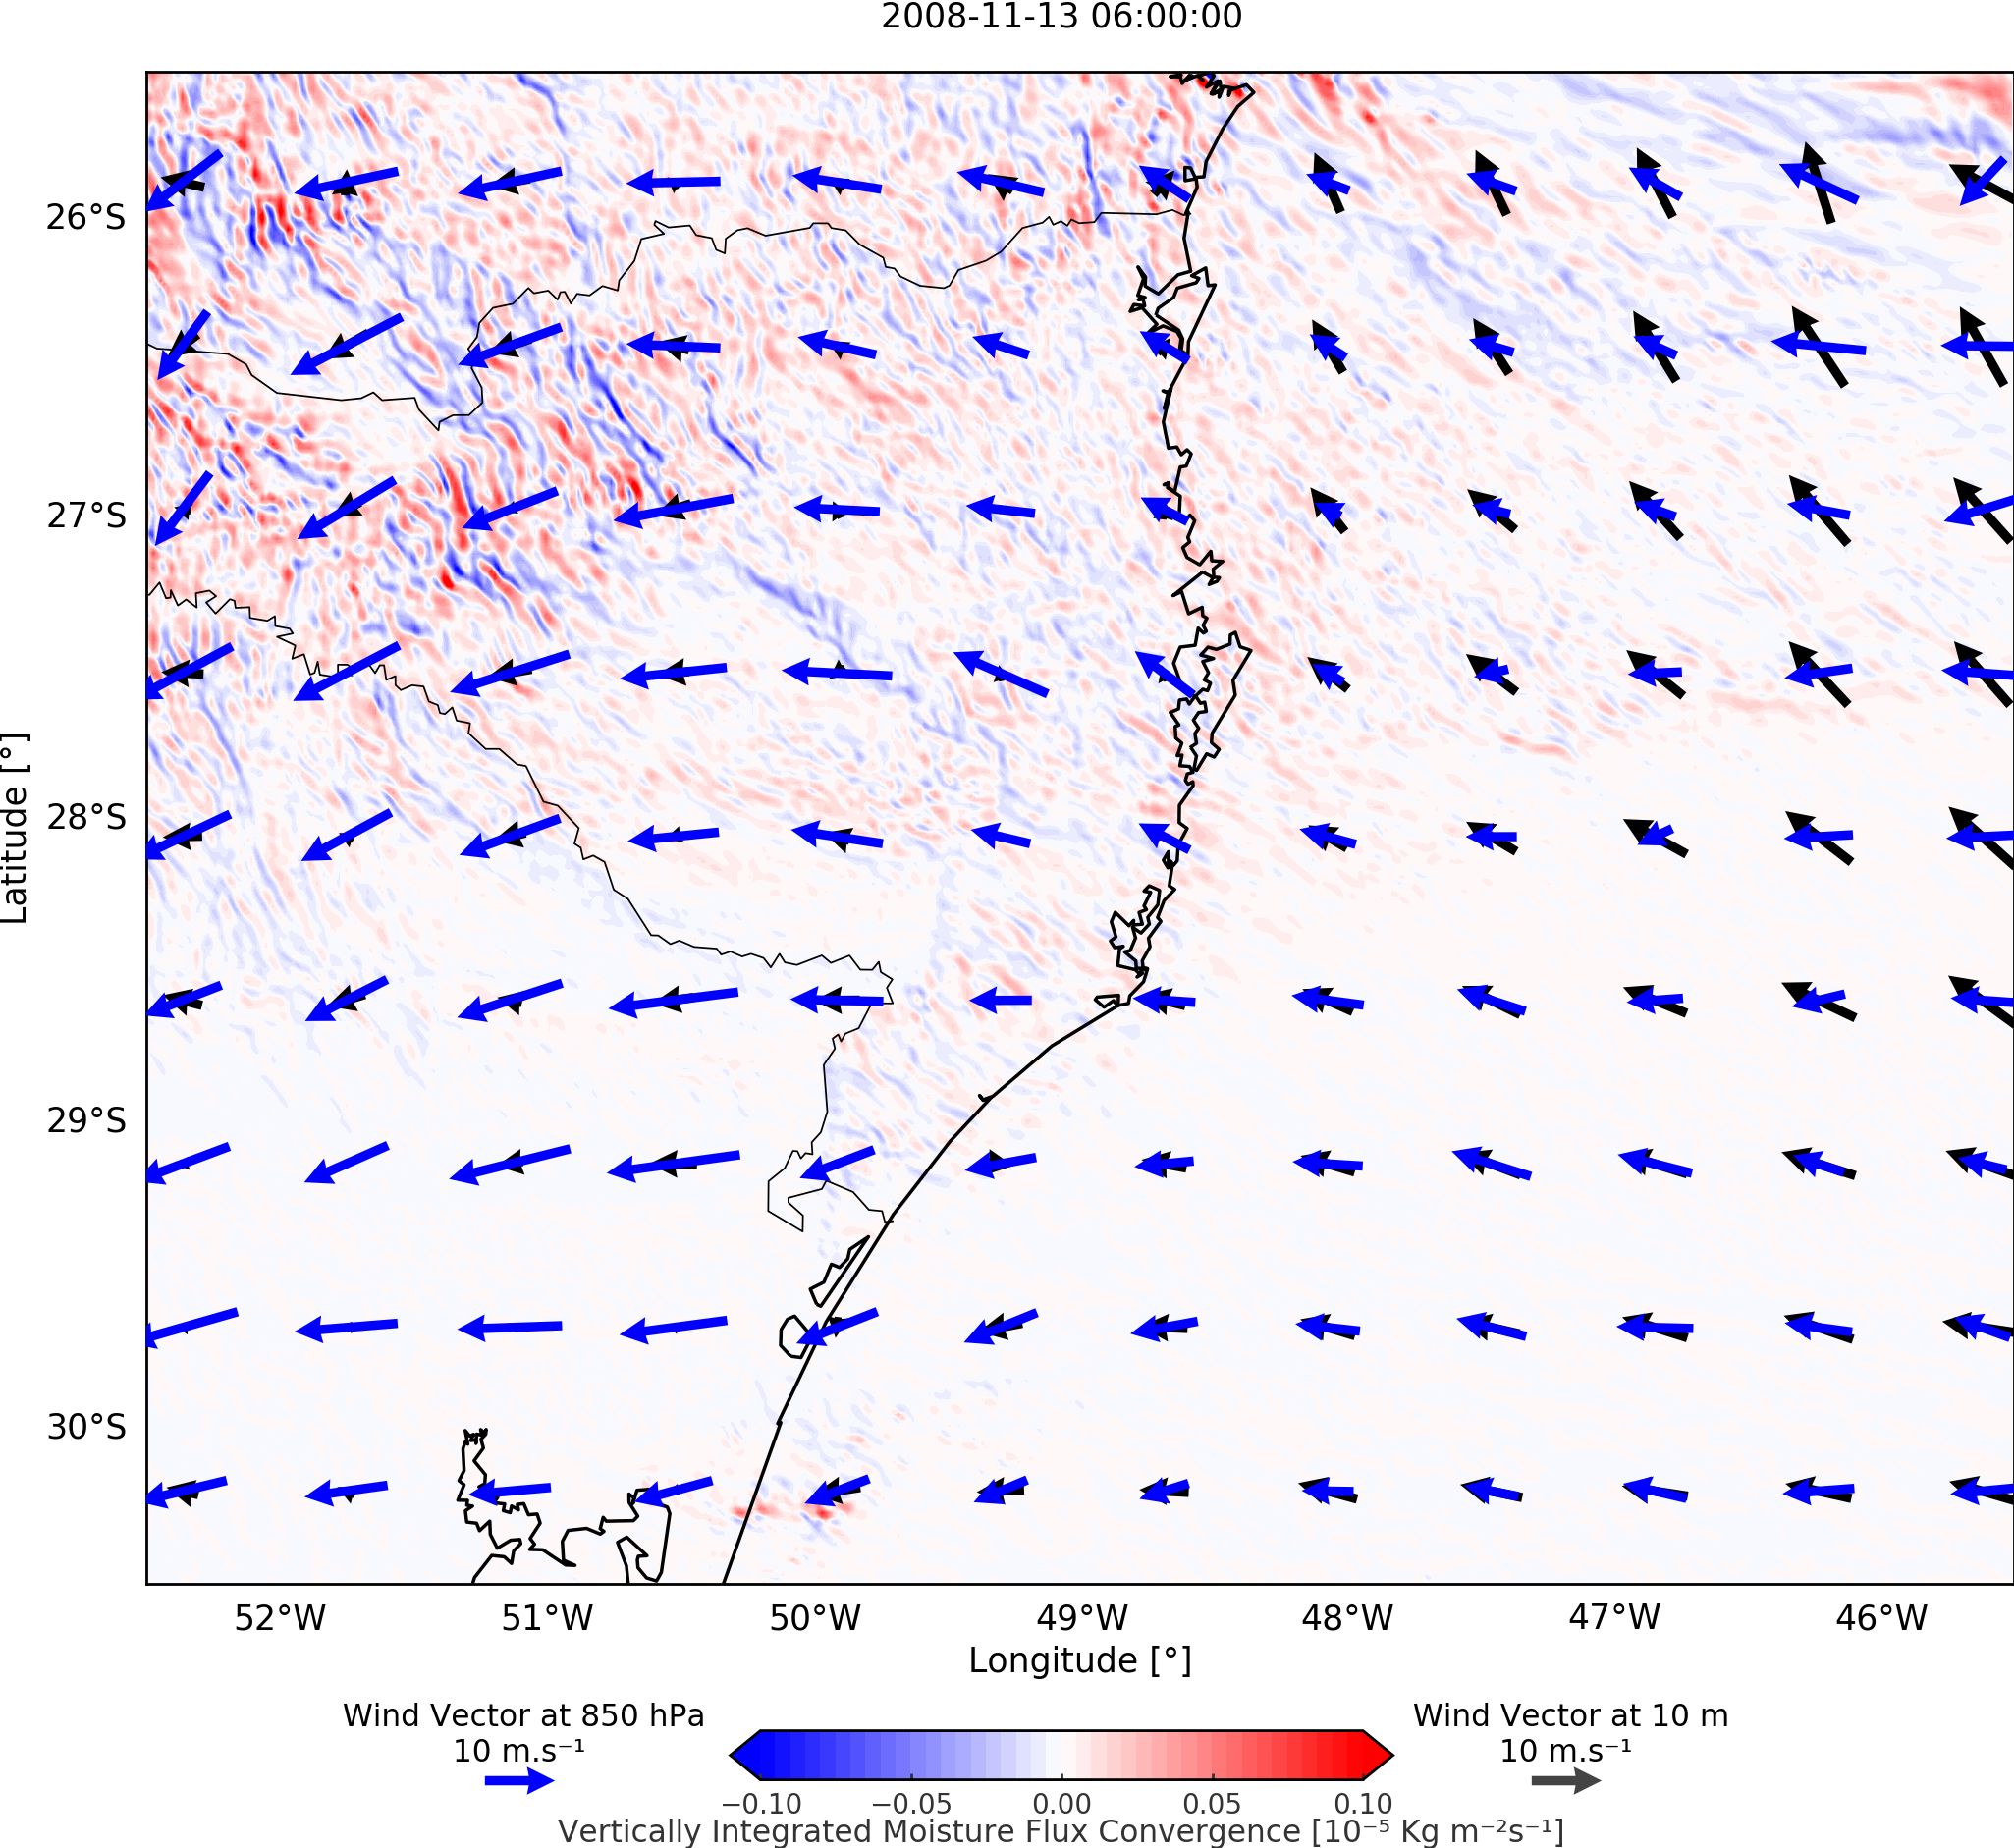 2008-11-13 06:00:00
26°S
27°S
28°S
29°S
30°S
Latitude [°]
52°W
51°W
50°W
49°W
48°W
47°W
46°W
Longitude [°]
Wind Vector at 850 hPa
10 m.s⁻¹
Wind Vector at 10 m
10 m.s⁻¹
−0.10
−0.05
0.00
0.05
0.10
Vertically Integrated Moisture Flux Convergence [10⁻⁵ Kg m⁻²s⁻¹]